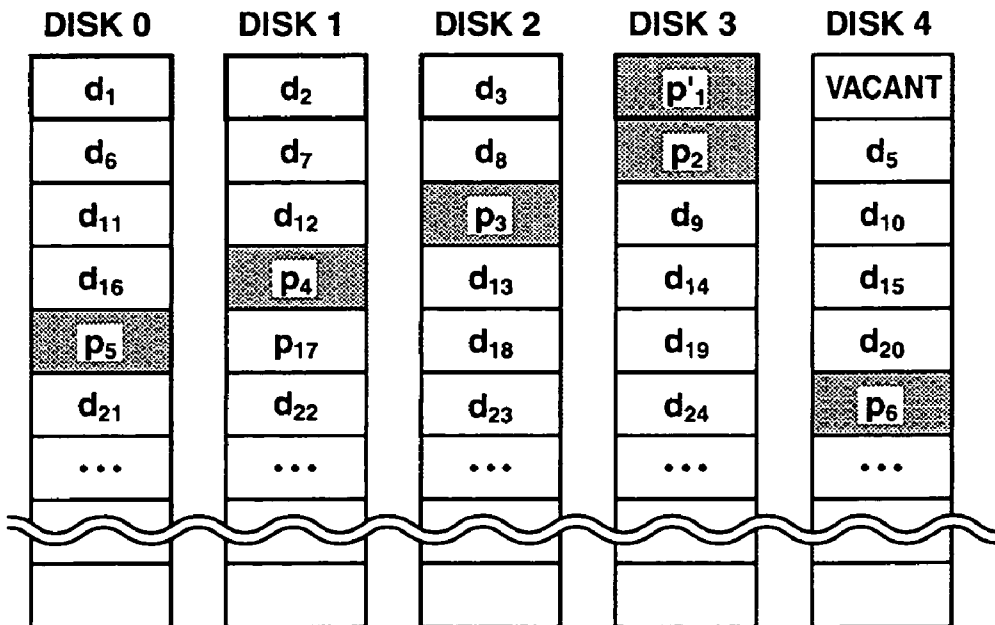 DISK 0 DISK 1 DISK 2 DISK 3 DISK 4
d₁ d₂ d₃ p'₁ VACANT
d₆ d₇ d₈ p₂ d₅
d₁₁ d₁₂ p₃ d₉ d₁₀
d₁₆ p₄ d₁₃ d₁₄ d₁₅
p₅ p₁₇ d₁₈ d₁₉ d₂₀
d₂₁ d₂₂ d₂₃ d₂₄ p₆
••• ••• ••• ••• •••